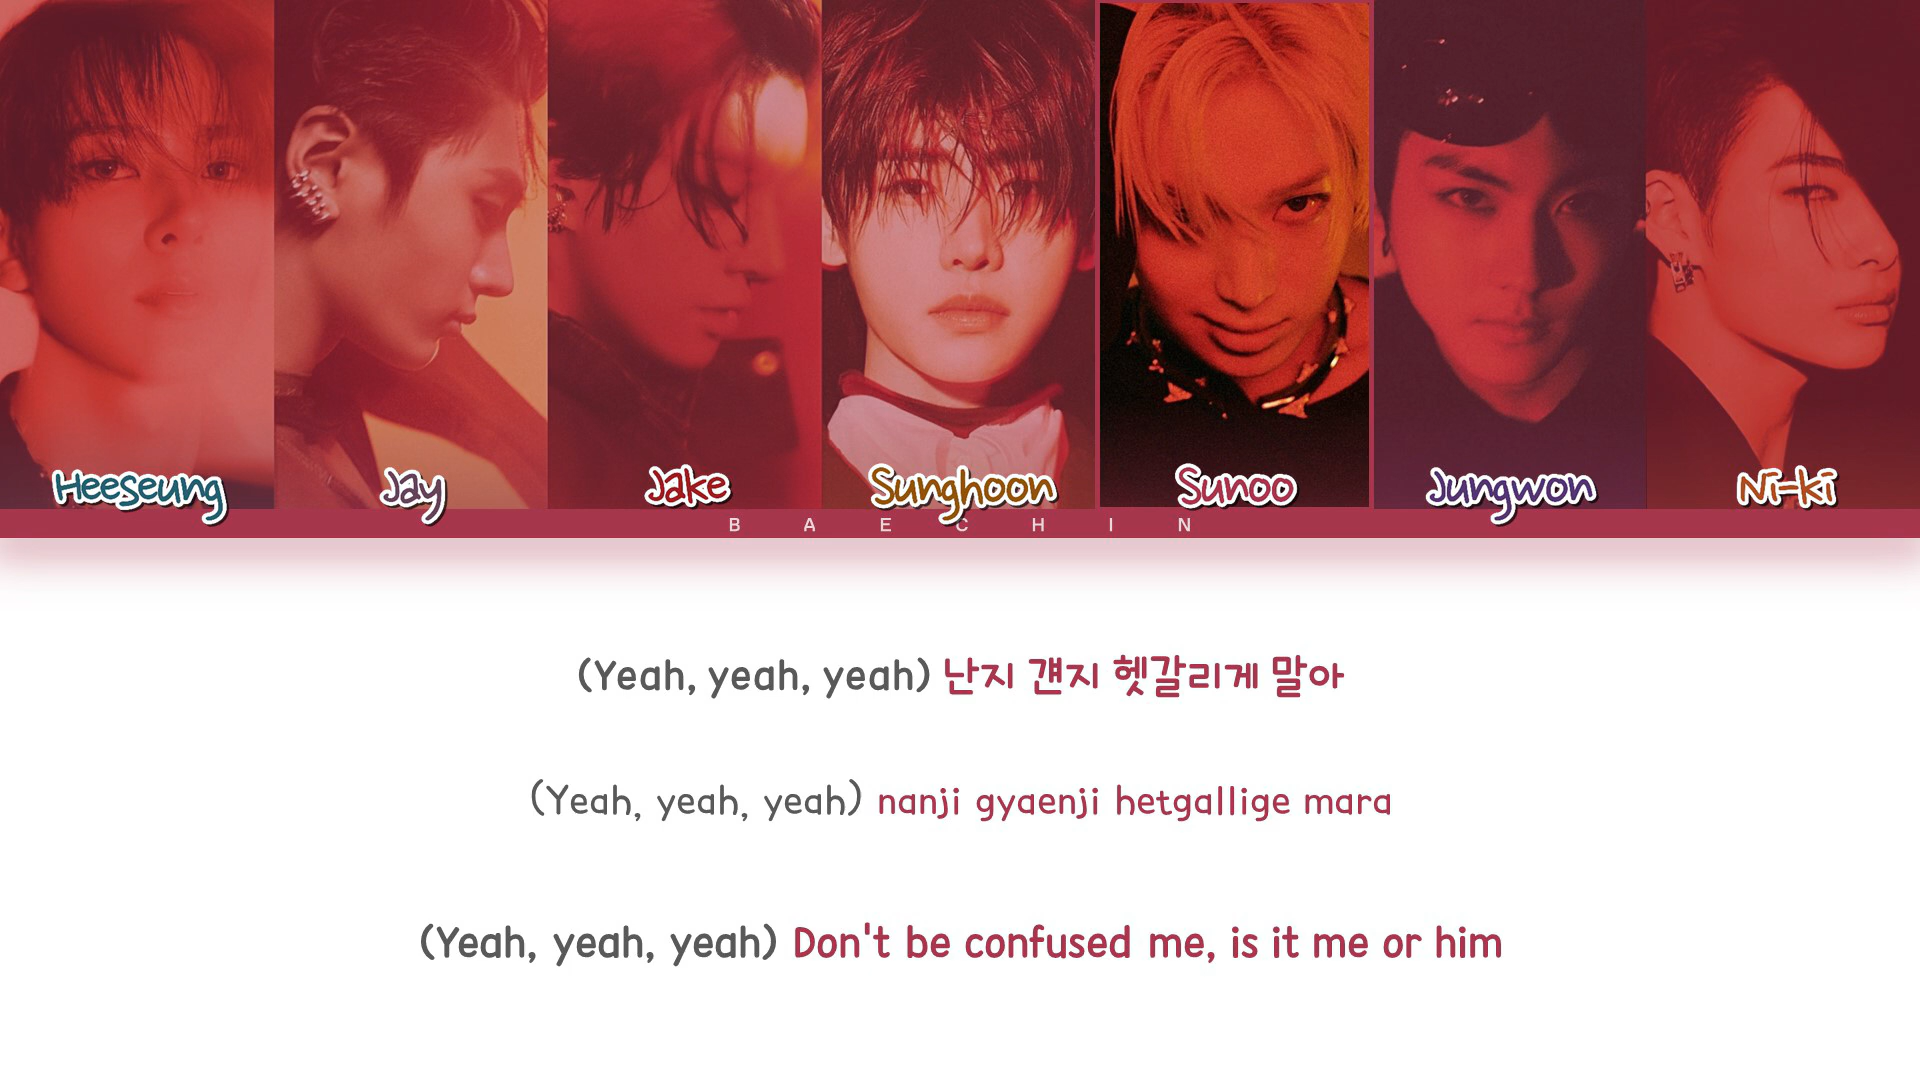 Heeseung Jay Jake Sunghoon Sunoo Jungwon Ni-ki
BAECHIN
(Yeah, yeah, yeah) 난지 걘지 헷갈리게 말아
(Yeah, yeah, yeah) nanji gyaenji hetgallige mara
(Yeah, yeah, yeah) Don't be confused me, is it me or him